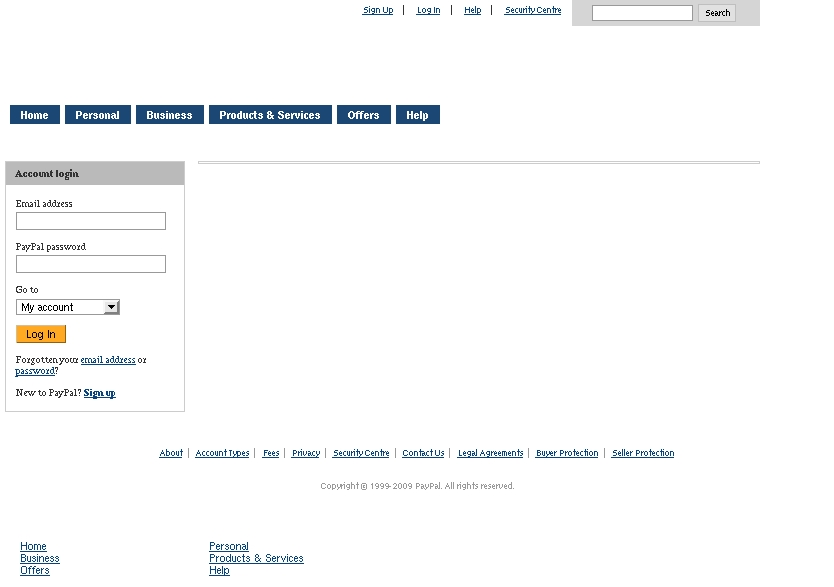 Sign Up | Log In | Help | Security Centre Search
Home Personal Business Products & Services Offers Help
Account login
Email address
PayPal password
Go to
My account
Log In
Forgotten your email address or
password?
New to PayPal? Sign up
About | Account Types | Fees | Privacy | Security Centre | Contact Us | Legal Agreements | Buyer Protection | Seller Protection
Copyright © 1999-2009 PayPal. All rights reserved.
Home Personal
Business Products & Services
Offers Help